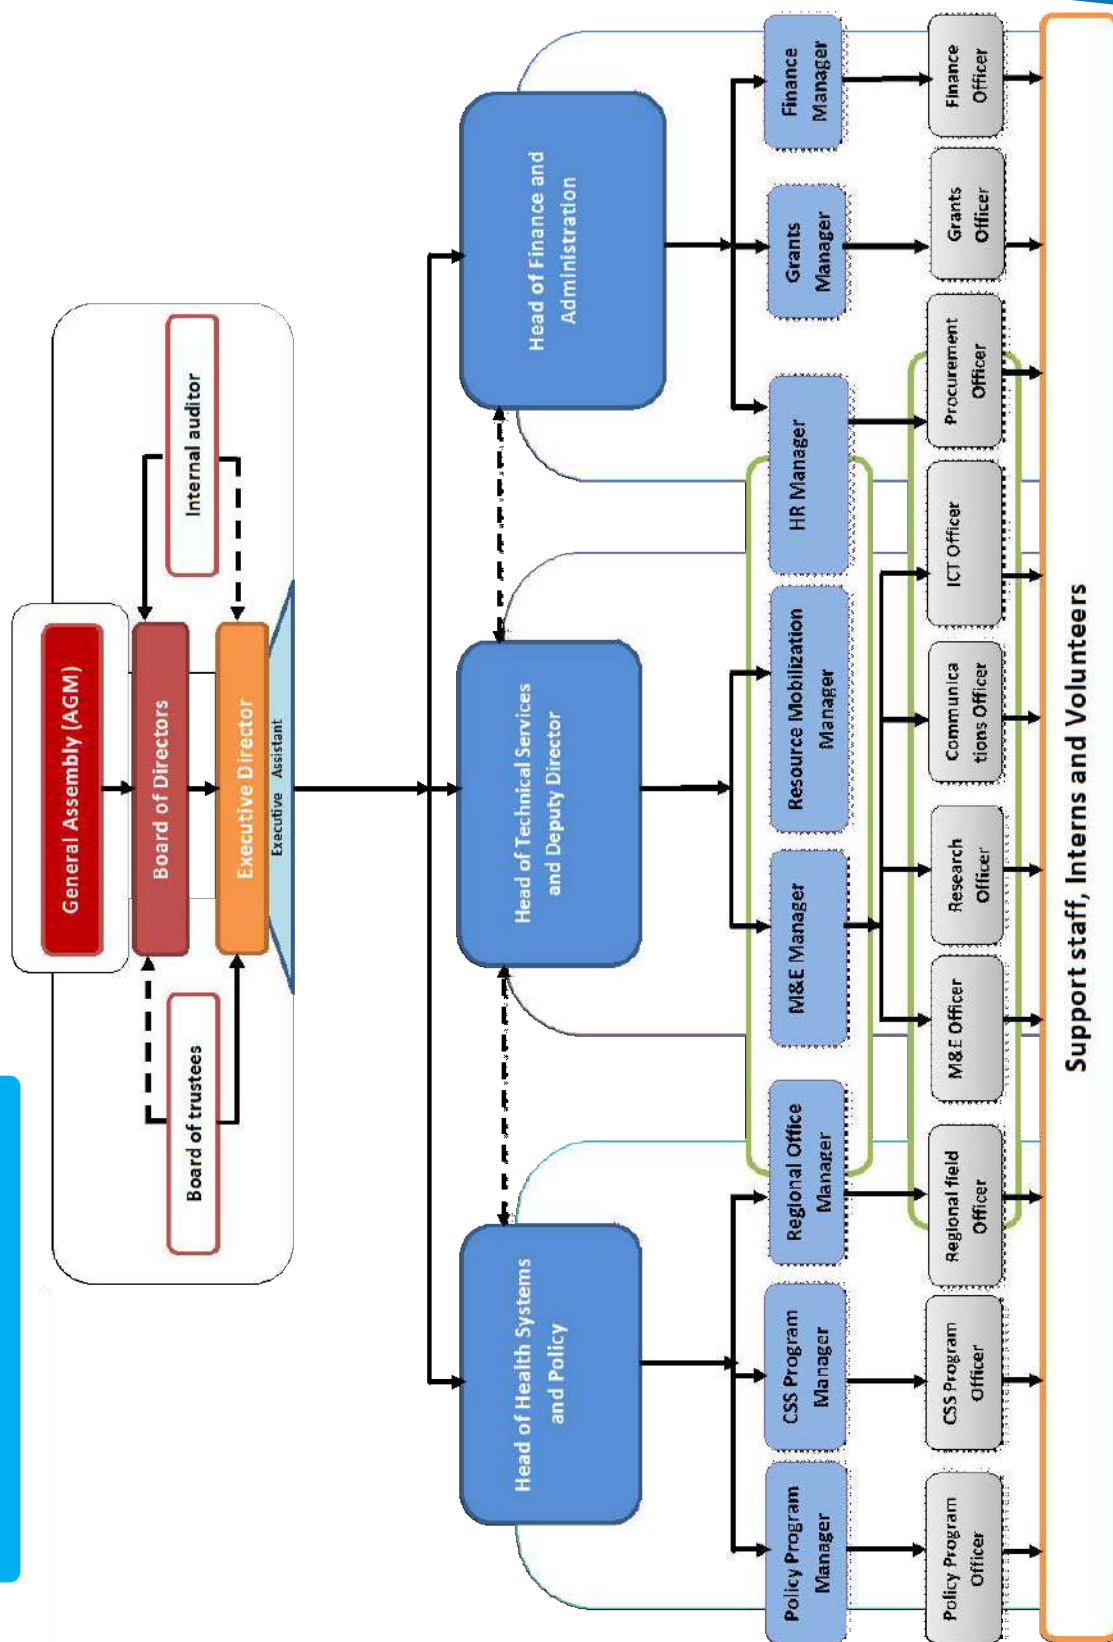 General Assembly (AGM)
Board of Directors
Executive Director
Executive Assistant
Board of trustees
Internal auditor
Head of Health Systems
and Policy
Head of Technical Services
and Deputy Director
Head of Finance and
Administration
Policy Program
Manager
CSS Program
Manager
Regional Office
Manager
M&E Manager
Resource Mobilization
Manager
HR Manager
Grants
Manager
Finance
Manager
Policy Program
Officer
CSS Program
Officer
Regional field
Officer
M&E Officer
Research
Officer
Communica
tions Officer
ICT Officer
Procurement
Officer
Grants
Officer
Finance
Officer
Support staff, Interns and Volunteers